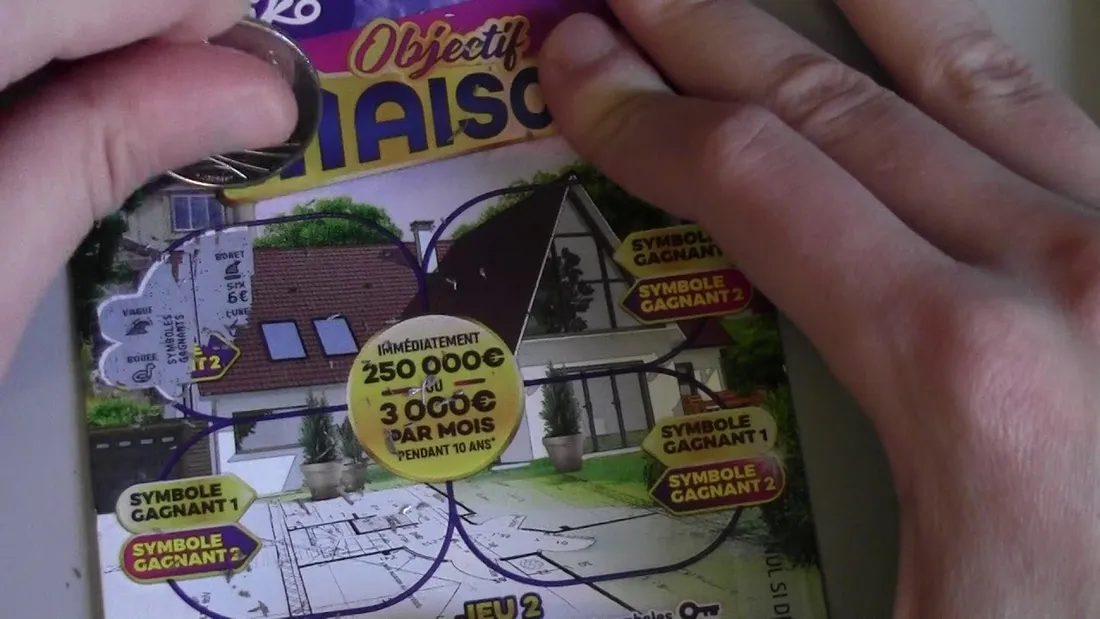 Objectif
MAISO
SYMBOLE
GAGNANT
SYMBOLE
GAGNANT 2
BONET
SIX
6€
VAGUE
BOUEE
SYMBOLES
GAGNANTS
IMMÉDIATEMENT
250 000€
OU
3 000€
PAR MOIS
PENDANT 10 ANS*
SYMBOLE
GAGNANT 1
SYMBOLE
GAGNANT 2
SYMBOLE
GAGNANT 1
SYMBOLE
GAGNANT 2
JEU 2